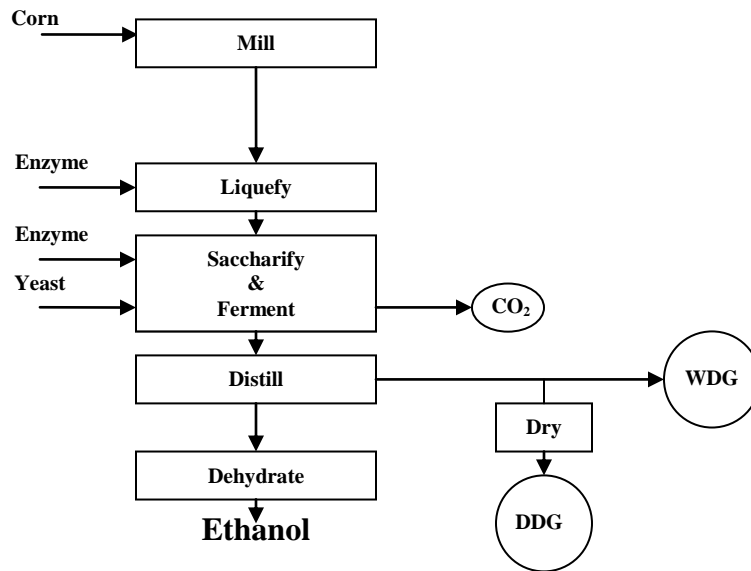 Corn
Mill
Enzyme
Liquefy
Enzyme
Saccharify
&
Ferment
Yeast
CO₂
Distill
WDG
Dry
Dehydrate
DDG
Ethanol